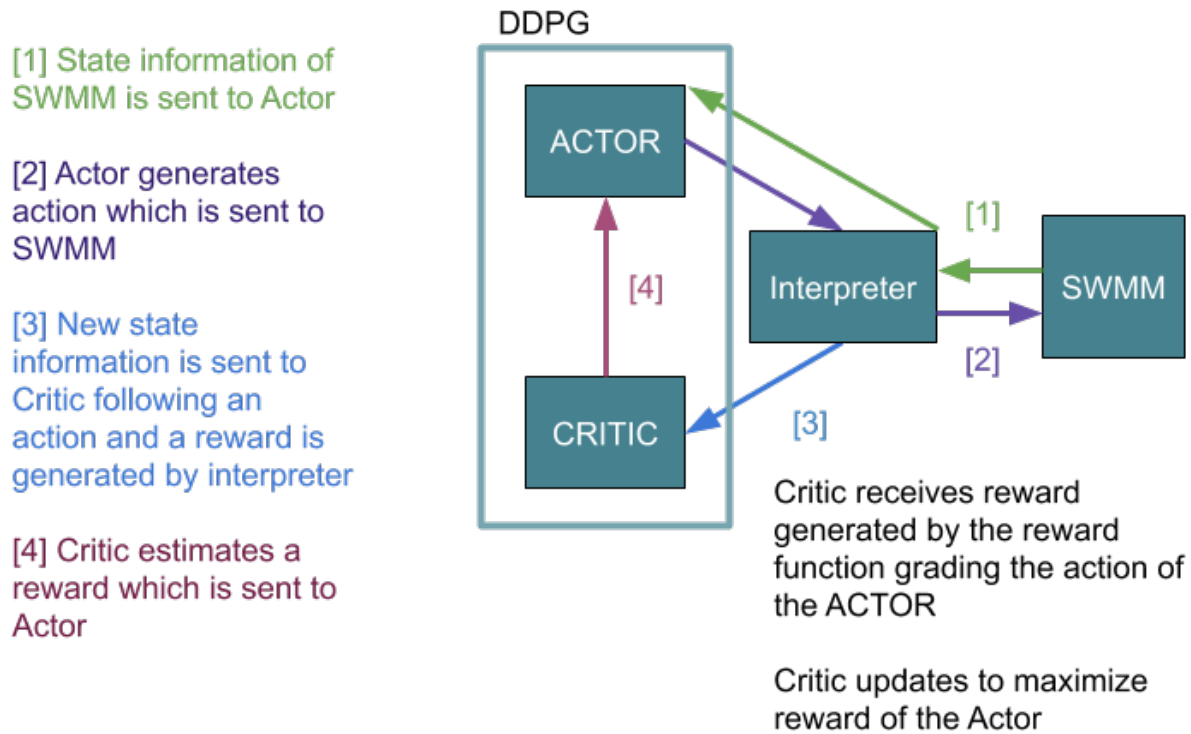 DDPG
[1] State information of
SWMM is sent to Actor
[2] Actor generates
action which is sent to
SWMM
[3] New state
information is sent to
Critic following an
action and a reward is
generated by interpreter
[4] Critic estimates a
reward which is sent to
Actor
ACTOR
[4]
CRITIC
Interpreter
[1]
SWMM
[2]
[3]
Critic receives reward
generated by the reward
function grading the action of
the ACTOR
Critic updates to maximize
reward of the Actor